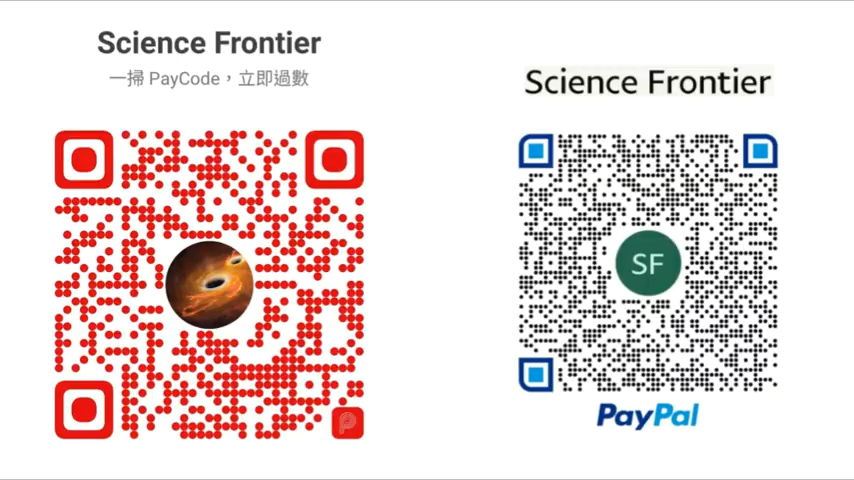 Science Frontier
一掃 PayCode，立即過數
Science Frontier
SF
PayPal